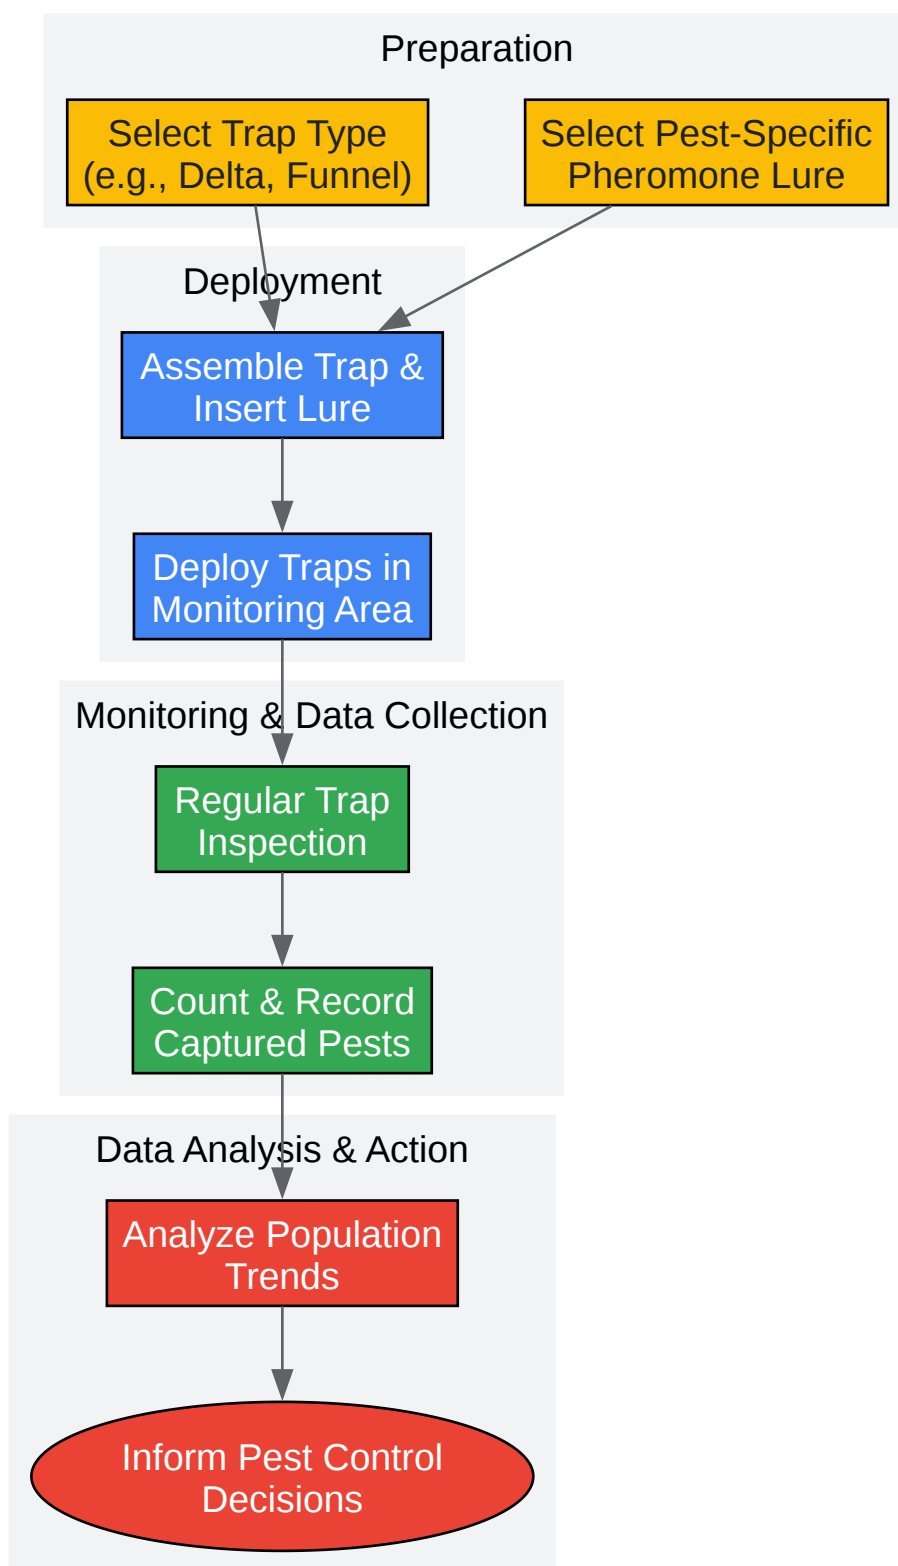 Preparation
Select Trap Type
(e.g., Delta, Funnel)
Select Pest-Specific
Pheromone Lure
Deployment
Assemble Trap &
Insert Lure
Deploy Traps in
Monitoring Area
Monitoring & Data Collection
Regular Trap
Inspection
Count & Record
Captured Pests
Data Analysis & Action
Analyze Population
Trends
Inform Pest Control
Decisions